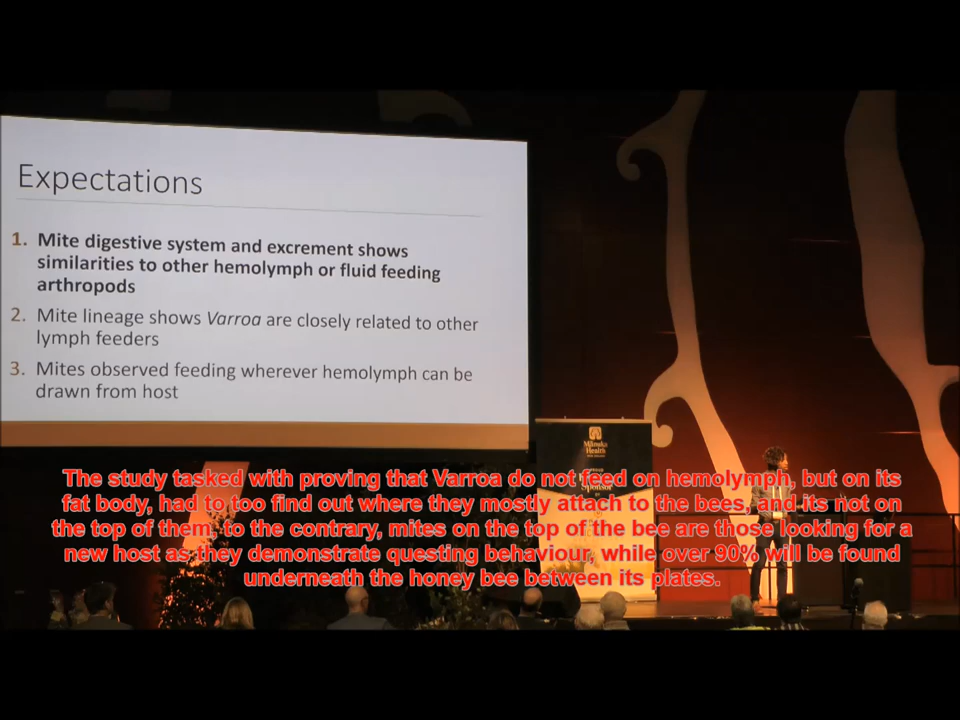 Expectations
1. Mite digestive system and excrement shows
similarities to other hemolymph or fluid feeding
arthropods
2. Mite lineage shows Varroa are closely related to other
lymph feeders
3. Mites observed feeding wherever hemolymph can be
drawn from host
Mānuka
Health
Sponsor
The study tasked with proving that Varroa do not feed on hemolymph, but on its
fat body, had to too find out where they mostly attach to the bees, and its not on
the top of them, to the contrary, mites on the top of the bee are those looking for a
new host as they demonstrate questing behaviour, while over 90% will be found
underneath the honey bee between its plates.